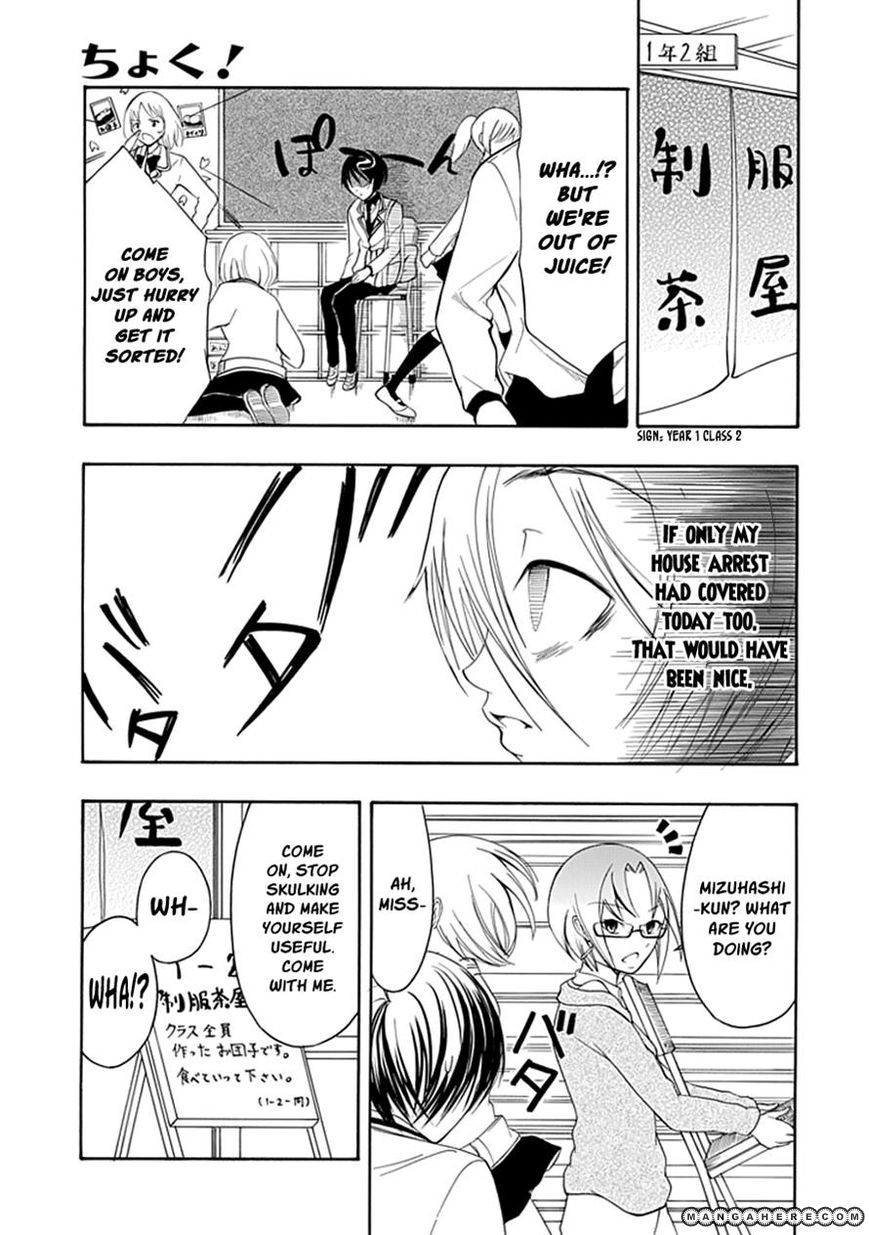 1年2組
制服
茶屋
SIGN: YEAR 1 CLASS 2
ちょく!
WHA...!?
BUT
WE'RE
OUT OF
JUICE!
ぽーん
COME
ON BOYS,
JUST HURRY
UP AND
GET IT
SORTED!
IF ONLY MY
HOUSE ARREST
HAD COVERED
TODAY TOO.
THAT WOULD HAVE
BEEN NICE.
バタバタ
MIZUHASHI
-KUN? WHAT
ARE YOU
DOING?
AH,
MISS-
バタ
COME
ON, STOP
SKULKING
AND MAKE
YOURSELF
USEFUL.
COME
WITH ME.
WH-
WHA!?
屋
1-2
制服茶屋
クラス全員
作ったお団子です。
食べていって下さい。
(1-2一同)
MANGAHERE.COM